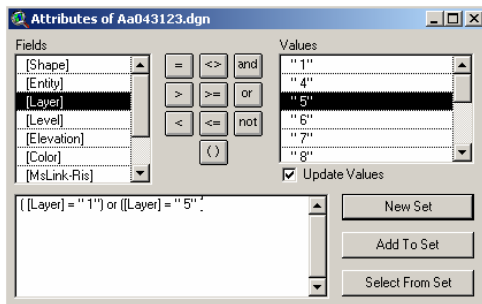 Attributes of Aa043123.dgn
Fields
Values
[Shape]
[Entity]
[Layer]
[Level]
[Elevation]
[Color]
[MsLink-Ris]
= <> and
> >= or
< <= not
( )
" 1"
" 4"
" 5"
" 6"
" 7"
" 8"
Update Values
( [Layer] = " 1") or ([Layer] = " 5"
New Set
Add To Set
Select From Set